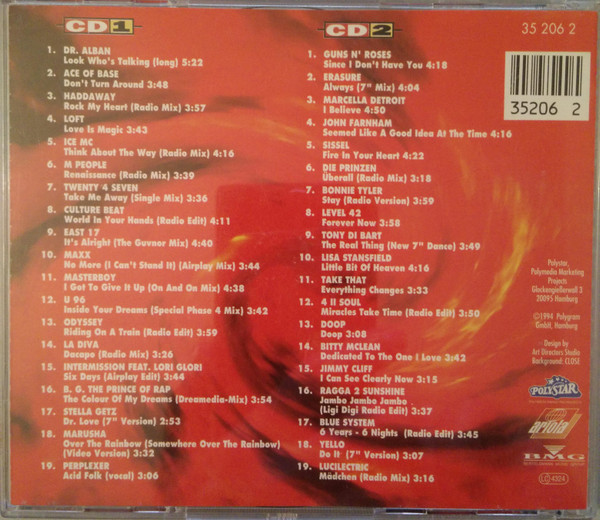 CD1
1. DR. ALBAN
Look Who's Talking (long) 5:22
2. ACE OF BASE
Don't Turn Around 3:48
3. HADDAWAY
Rock My Heart (Radio Mix) 3:57
4. LOFT
Love Is Magic 3:43
5. ICE MC
Think About The Way (Radio Mix) 4:16
6. M PEOPLE
Renaissance (Radio Mix) 3:39
7. TWENTY 4 SEVEN
Take Me Away (Single Mix) 3:36
8. CULTURE BEAT
World In Your Hands (Radio Edit) 4:11
9. EAST 17
It's Alright (The Guvnor Mix) 4:40
10. MAXX
No More (I Can't Stand It) (Airplay Mix) 3:44
11. MASTERBOY
I Got To Give It Up (On And On Mix) 4:38
12. U 96
Inside Your Dreams (Special Phase 4 Mix) 3:42
13. ODYSSEY
Riding On A Train (Radio Edit) 3:59
14. LA DIVA
Dacapo (Radio Mix) 3:26
15. INTERMISSION FEAT. LORI GLORI
Six Days (Airplay Edit) 3:44
16. B. G. THE PRINCE OF RAP
The Colour Of My Dreams (Dreamedia-Mix) 3:54
17. STELLA GETZ
Dr. Love (7" Version) 2:53
18. MARUSHA
Over The Rainbow (Somewhere Over The Rainbow)
(Video Version) 3:32
19. PERPLEXER
Acid Folk (vocal) 3:06
CD2
1. GUNS N' ROSES
Since I Don't Have You 4:18
2. ERASURE
Always (7" Mix) 4:04
3. MARCELLA DETROIT
I Believe 4:50
4. JOHN FARNHAM
Seemed Like A Good Idea At The Time 4:16
5. SISSEL
Fire In Your Heart 4:22
6. DIE PRINZEN
Überall (Radio Mix) 3:18
7. BONNIE TYLER
Stay (Radio Version) 3:59
8. LEVEL 42
Forever Now 3:58
9. TONY DI BART
The Real Thing (New 7" Dance) 3:49
10. LISA STANSFIELD
Little Bit Of Heaven 4:16
11. TAKE THAT
Everything Changes 3:33
12. 4 II SOUL
Miracles Take Time (Radio Edit) 3:50
13. DOOP
Doop 3:08
14. BITTY MCLEAN
Dedicated To The One I Love 3:42
15. JIMMY CLIFF
I Can See Clearly Now 3:15
16. RAGGA 2 SUNSHINE
Jambo Jambo Jambo
(Ligi Digi Radio Edit) 3:37
17. BLUE SYSTEM
6 Years - 6 Nights (Radio Edit) 3:45
18. YELLO
Do It (7" Version) 3:07
19. LUCILECTRIC
Mädchen (Radio Mix) 3:16
35 206 2
35206 2
Polystar,
Polymedia Marketing
Projects
Glockengiesserwall 3
20095 Hamburg
©1994 Polygram
GmbH, Hamburg
Design by
Art Directors Studio
Background: CLOSE
POLYSTAR
ariola
BMG
LC 4324